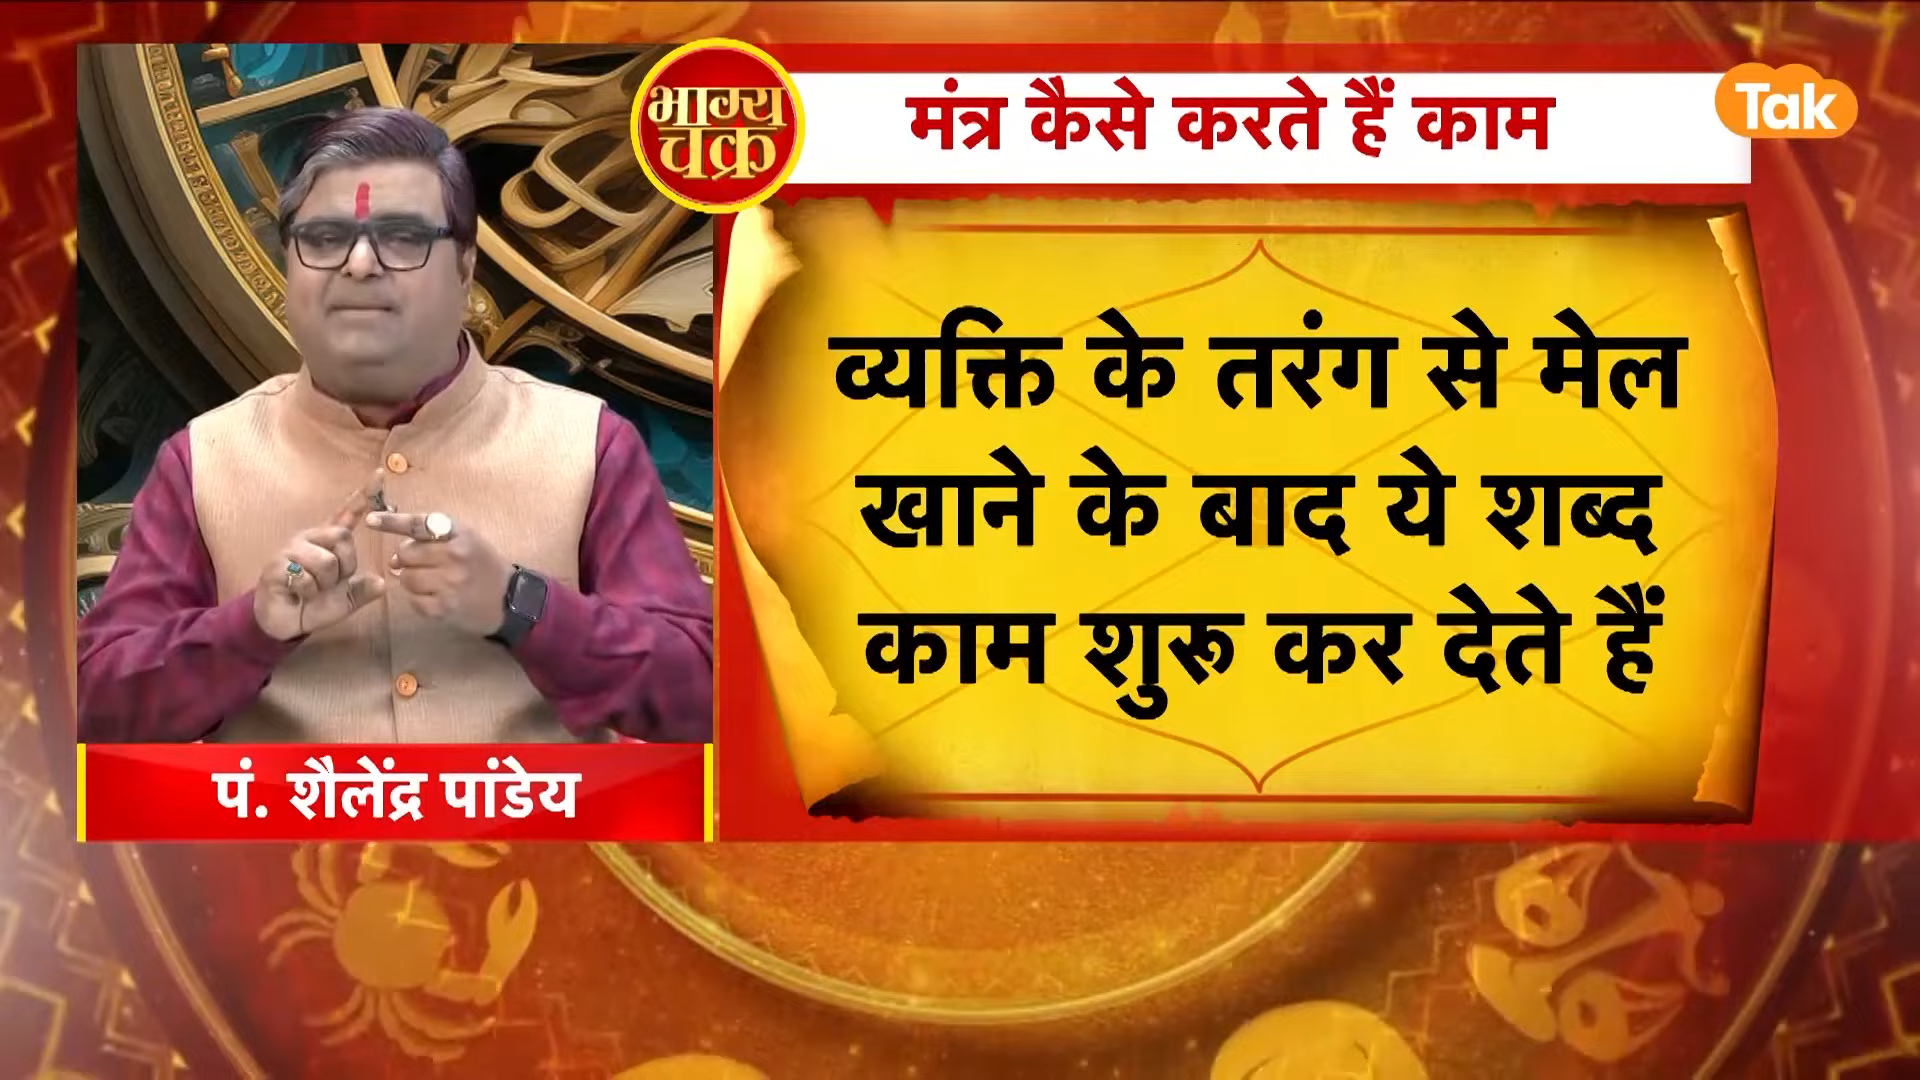 भाग्य
चक्र
मंत्र कैसे करते हैं काम
Tak
व्यक्ति के तरंग से मेल
खाने के बाद ये शब्द
काम शुरू कर देते हैं
पं. शैलेंद्र पांडेय